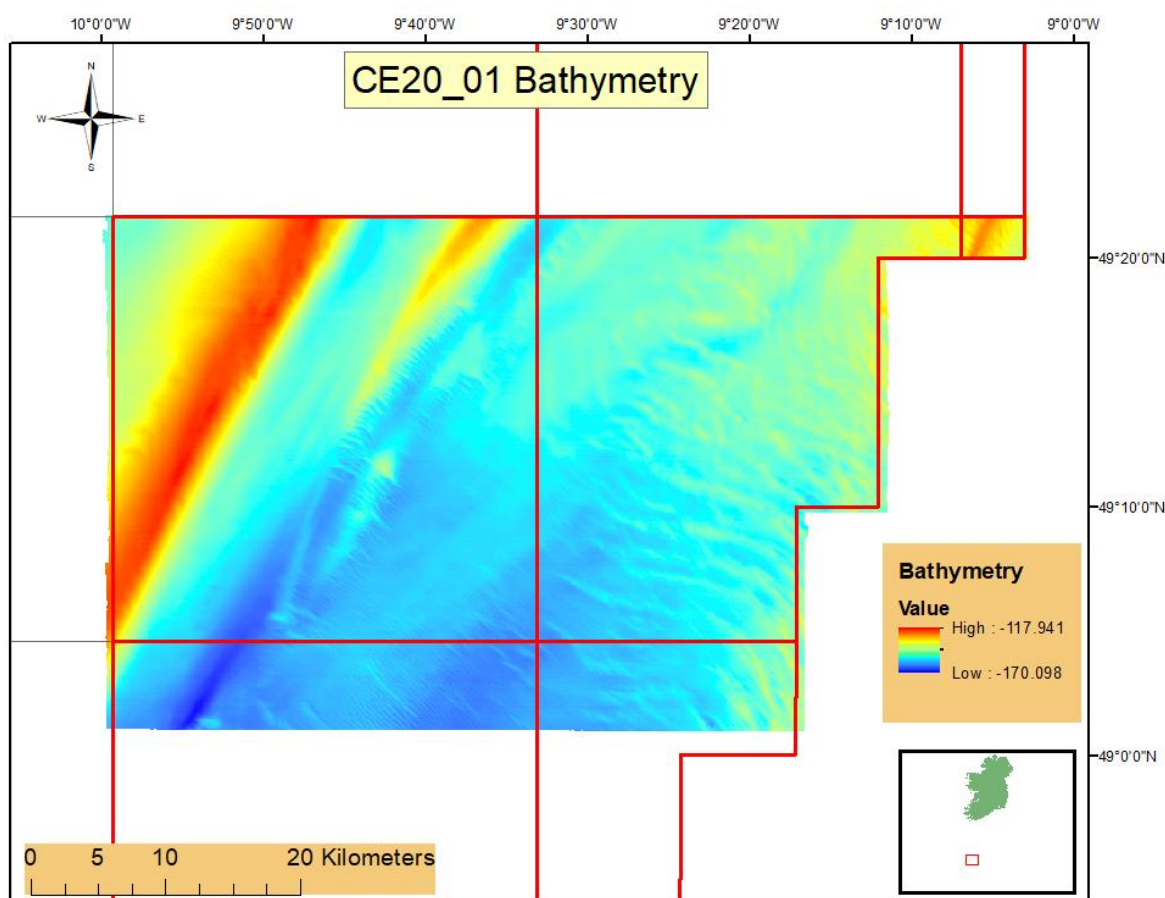 10°0'0"W 9°50'0"W 9°40'0"W 9°30'0"W 9°20'0"W 9°10'0"W 9°0'0"W
CE20_01 Bathymetry
N
W E
S
49°20'0"N
49°10'0"N
Bathymetry
Value
High : -117.941
Low : -170.098
49°0'0"N
0 5 10 20 Kilometers